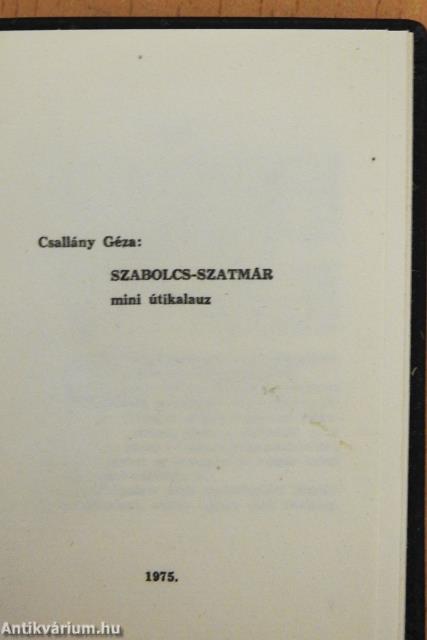 Csallány Géza:
SZABOLCS-SZATMÁR
mini útikalauz
1975.
Antikvárium.hu